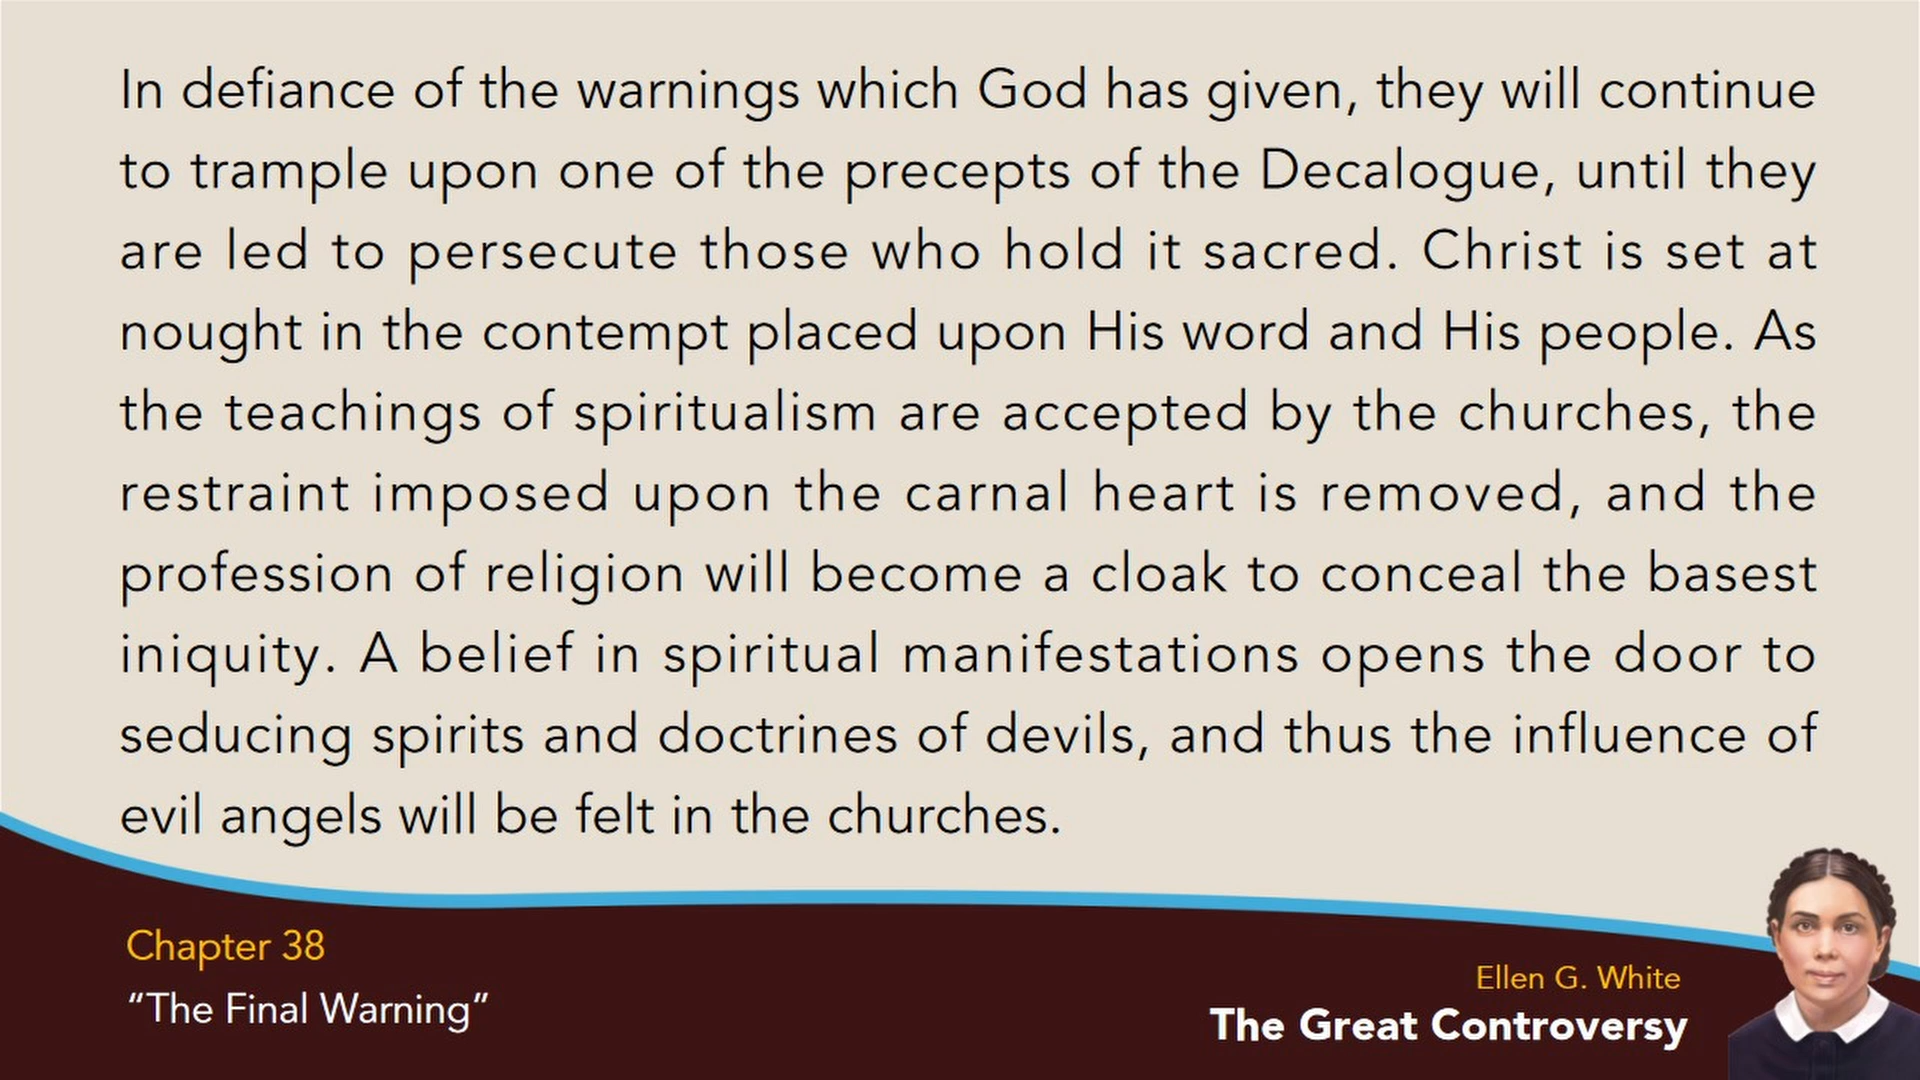 In defiance of the warnings which God has given, they will continue
to trample upon one of the precepts of the Decalogue, until they
are led to persecute those who hold it sacred. Christ is set at
nought in the contempt placed upon His word and His people. As
the teachings of spiritualism are accepted by the churches, the
restraint imposed upon the carnal heart is removed, and the
profession of religion will become a cloak to conceal the basest
iniquity. A belief in spiritual manifestations opens the door to
seducing spirits and doctrines of devils, and thus the influence of
evil angels will be felt in the churches.
Chapter 38
“The Final Warning”
Ellen G. White
The Great Controversy